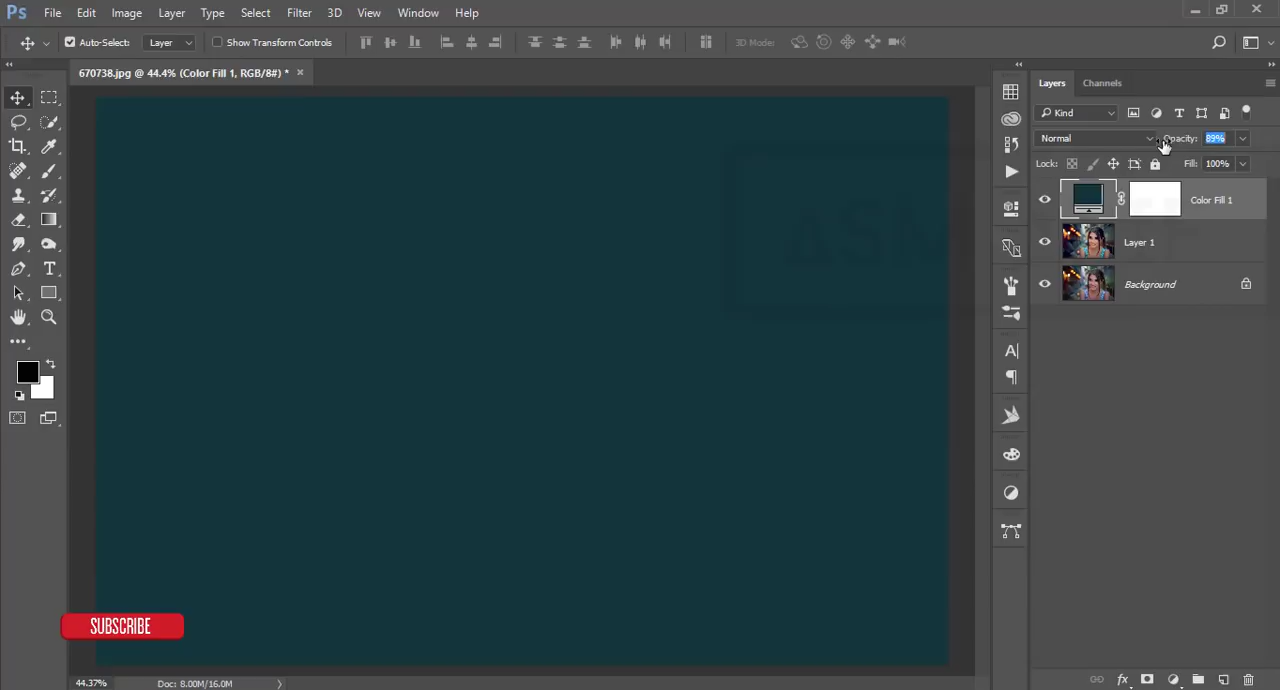 Ps File Edit Image Layer Type Select Filter 3D View Window Help
Auto-Select: Layer Show Transform Controls 3D Mode:
670738.jpg @ 44.4% (Color Fill 1, RGB/8#) * ×
Layers Channels
Kind
Normal Opacity: 89%
Lock: Fill: 100%
Color Fill 1
Layer 1
Background
ASM
SUBSCRIBE
44.37% Doc: 8.00M/16.0M